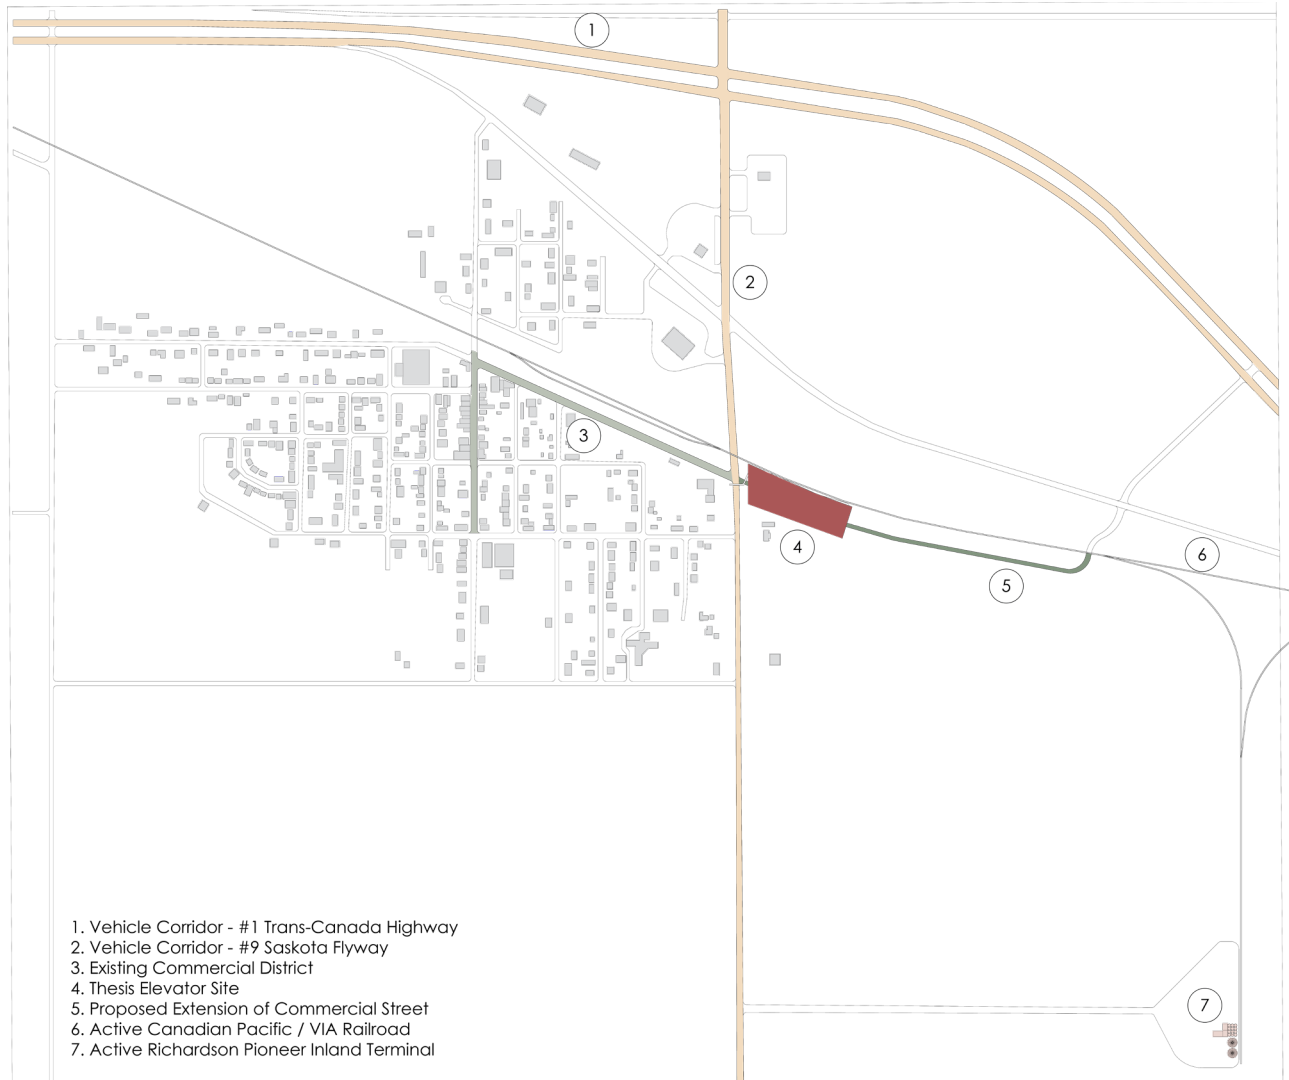 1
2
3
4
5
6
7
1. Vehicle Corridor - #1 Trans-Canada Highway
2. Vehicle Corridor - #9 Saskota Flyway
3. Existing Commercial District
4. Thesis Elevator Site
5. Proposed Extension of Commercial Street
6. Active Canadian Pacific / VIA Railroad
7. Active Richardson Pioneer Inland Terminal